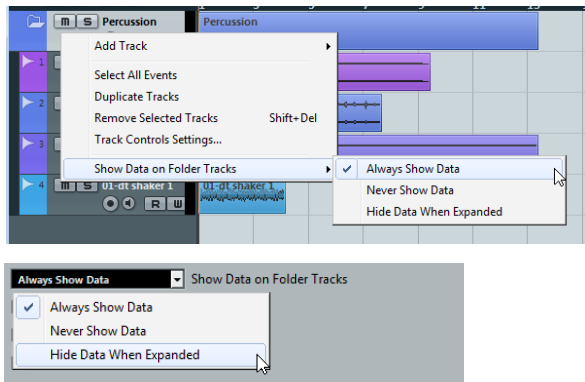 m S Percussion
Percussion
Add Track
1
Select All Events
Duplicate Tracks
2
Remove Selected Tracks Shift+Del
Track Controls Settings...
3
Show Data on Folder Tracks
Always Show Data
4 m S 01-dt shaker 1
01-dt shaker 1
Never Show Data
R W
Hide Data When Expanded
Always Show Data Show Data on Folder Tracks
Always Show Data
Never Show Data
Hide Data When Expanded